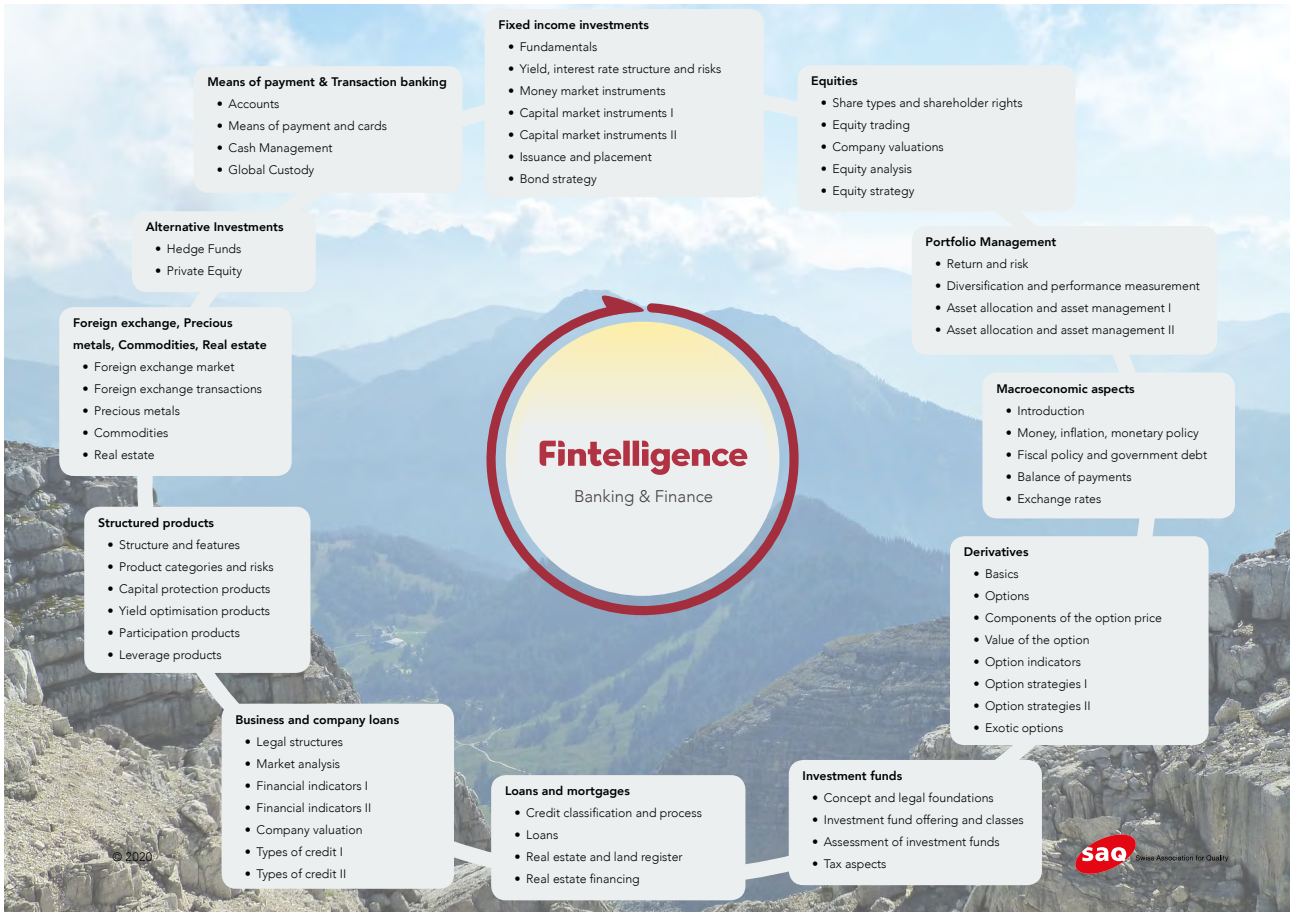 Fixed income investments
• Fundamentals
• Yield, interest rate structure and risks
• Money market instruments
• Capital market instruments I
• Capital market instruments II
• Issuance and placement
• Bond strategy
Equities
• Share types and shareholder rights
• Equity trading
• Company valuations
• Equity analysis
• Equity strategy
Portfolio Management
• Return and risk
• Diversification and performance measurement
• Asset allocation and asset management I
• Asset allocation and asset management II
Macroeconomic aspects
• Introduction
• Money, inflation, monetary policy
• Fiscal policy and government debt
• Balance of payments
• Exchange rates
Derivatives
• Basics
• Options
• Components of the option price
• Value of the option
• Option indicators
• Option strategies I
• Option strategies II
• Exotic options
Investment funds
• Concept and legal foundations
• Investment fund offering and classes
• Assessment of investment funds
• Tax aspects
Loans and mortgages
• Credit classification and process
• Loans
• Real estate and land register
• Real estate financing
Business and company loans
• Legal structures
• Market analysis
• Financial indicators I
• Financial indicators II
• Company valuation
• Types of credit I
• Types of credit II
Structured products
• Structure and features
• Product categories and risks
• Capital protection products
• Yield optimisation products
• Participation products
• Leverage products
Foreign exchange, Precious
metals, Commodities, Real estate
• Foreign exchange market
• Foreign exchange transactions
• Precious metals
• Commodities
• Real estate
Alternative Investments
• Hedge Funds
• Private Equity
Means of payment & Transaction banking
• Accounts
• Means of payment and cards
• Cash Management
• Global Custody
Fintelligence
Banking & Finance
© 2020
saq Swiss Association for Quality